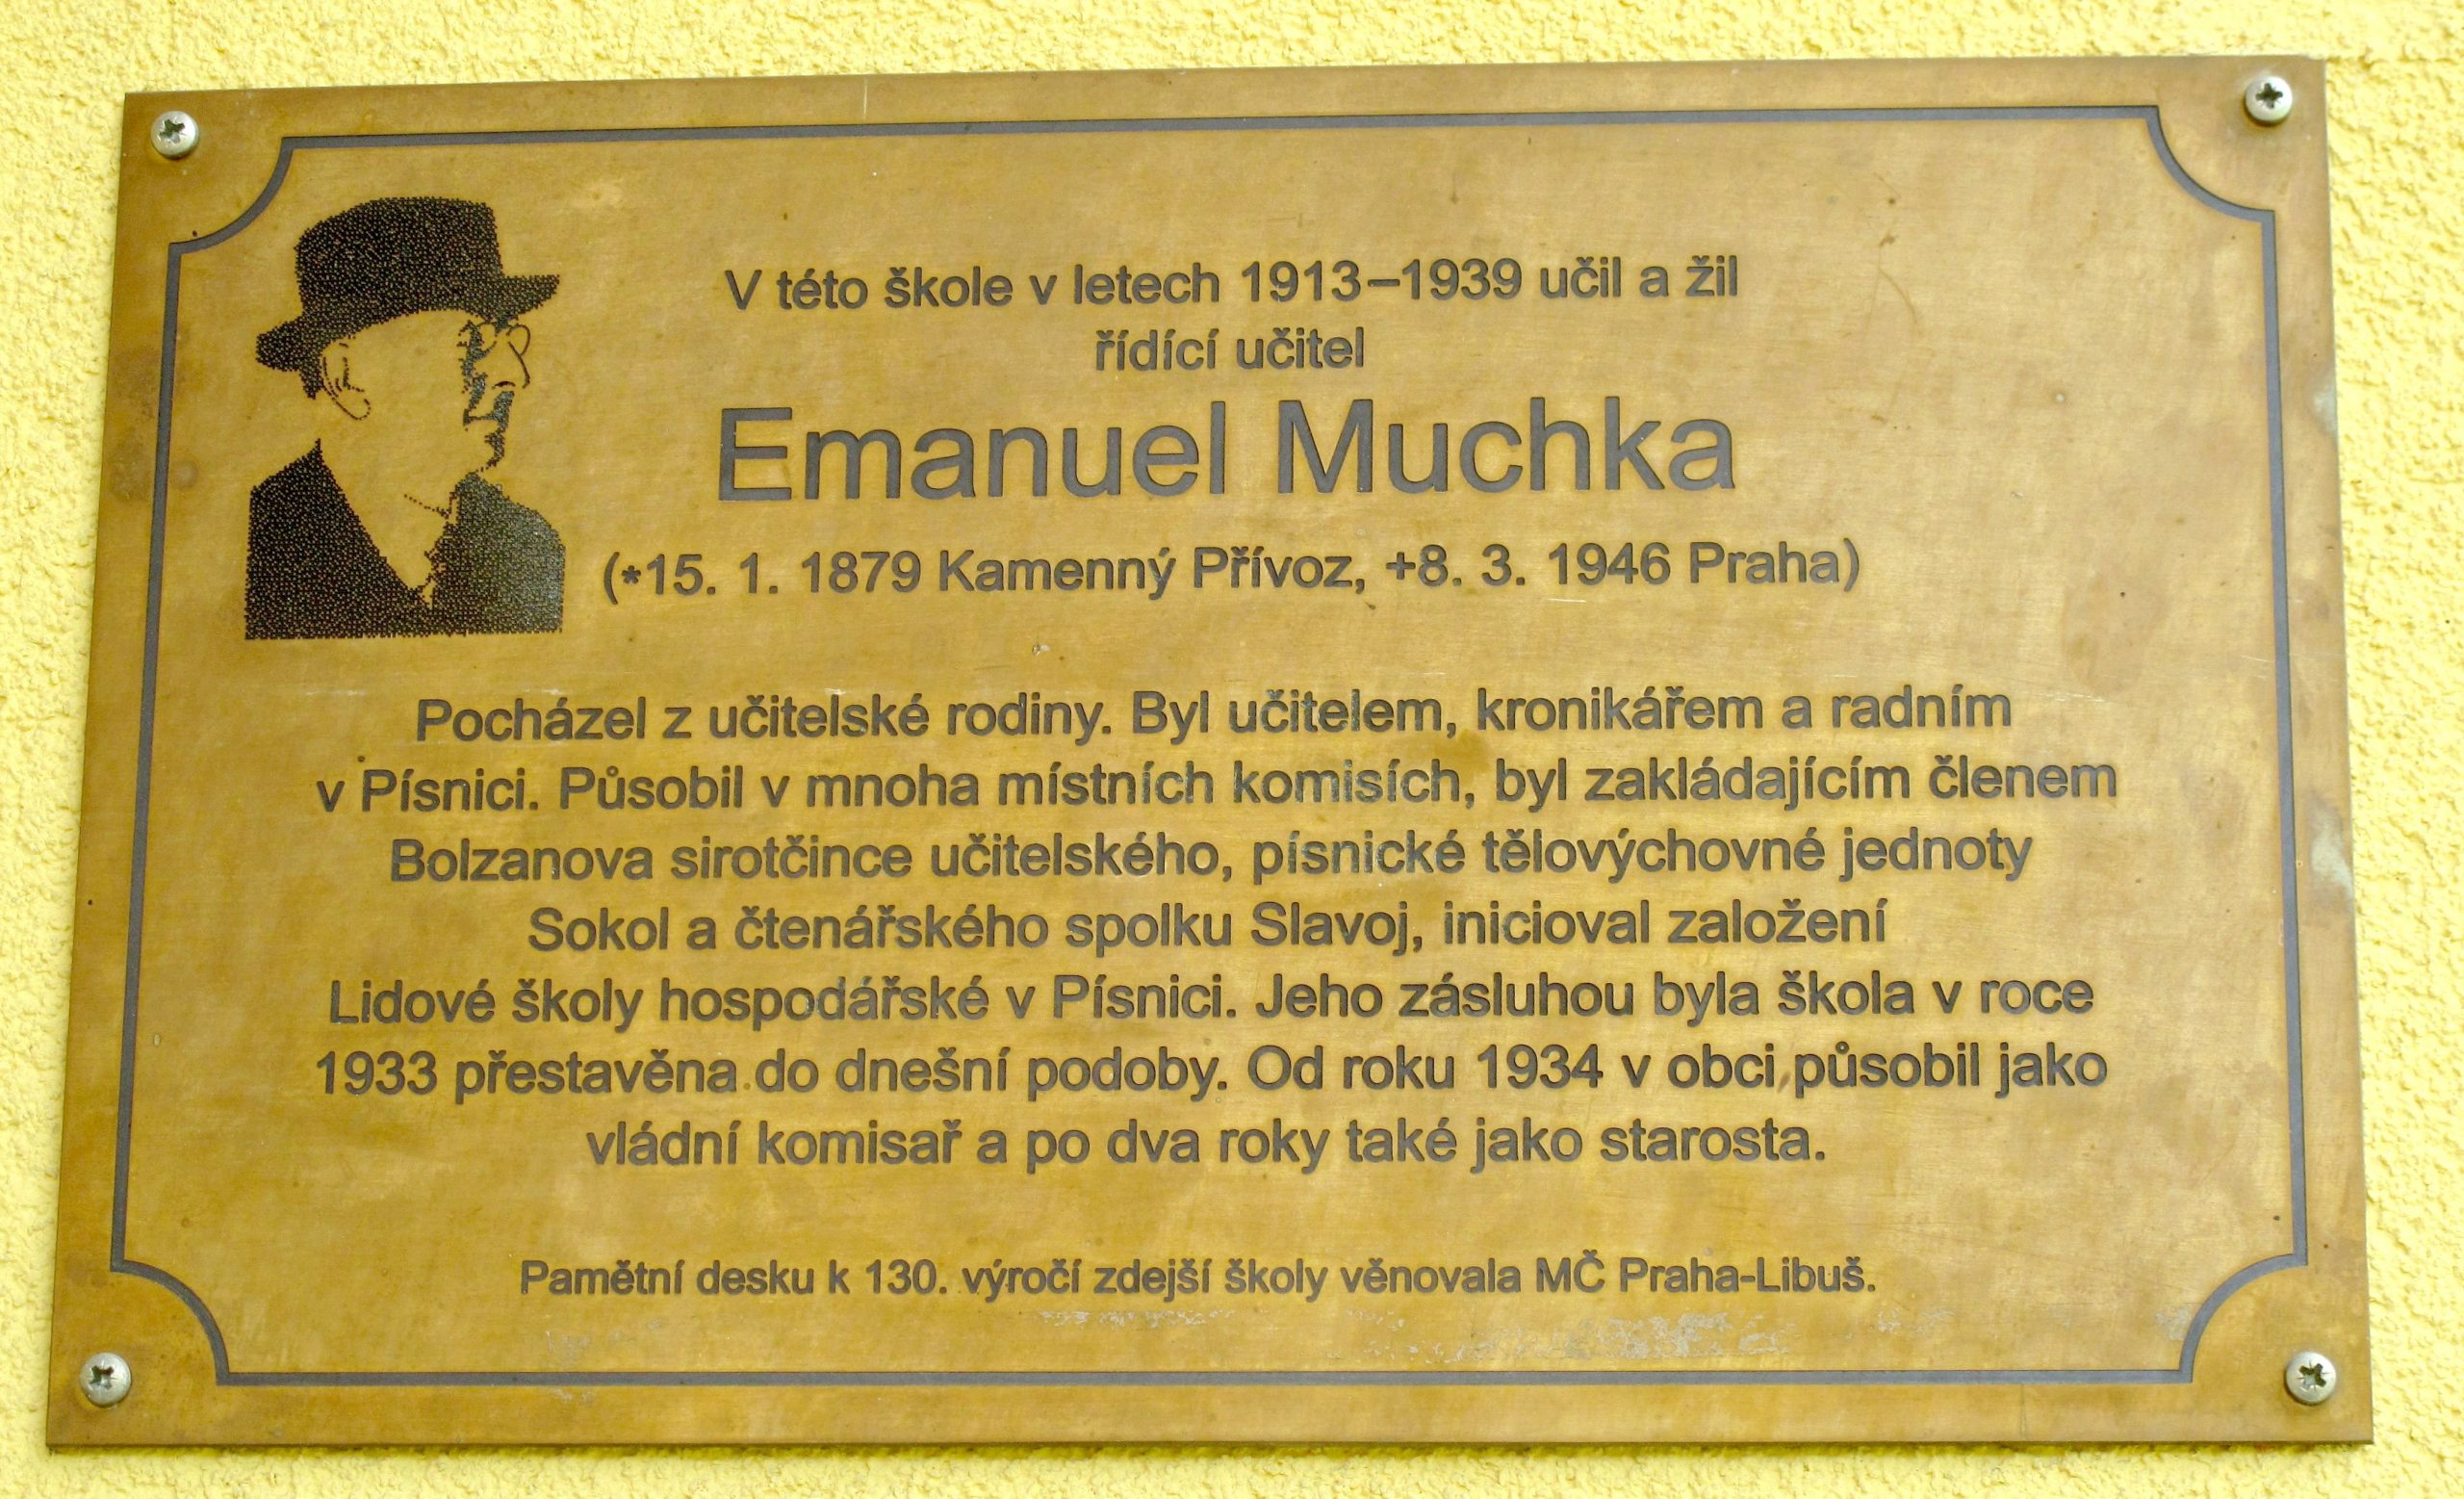 V této škole v letech 1913–1939 učil a žil
řídící učitel
Emanuel Muchka
(*15. 1. 1879 Kamenný Přívoz, +8. 3. 1946 Praha)
Pocházel z učitelské rodiny. Byl učitelem, kronikářem a radním
v Písnici. Působil v mnoha místních komisích, byl zakládajícím členem
Bolzanova sirotčince učitelského, písnické tělovýchovné jednoty
Sokol a čtenářského spolku Slavoj, inicioval založení
Lidové školy hospodářské v Písnici. Jeho zásluhou byla škola v roce
1933 přestavěna do dnešní podoby. Od roku 1934 v obci působil jako
vládní komisař a po dva roky také jako starosta.
Pamětní desku k 130. výročí zdejší školy věnovala MČ Praha-Libuš.